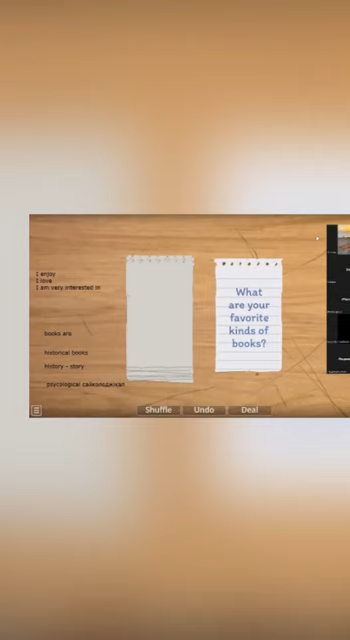 I enjoy
I love
I am very interested in
books are
historical books
history - story
psycological сайколоджікал
What
are your
favorite
kinds of
books?
Shuffle
Undo
Deal